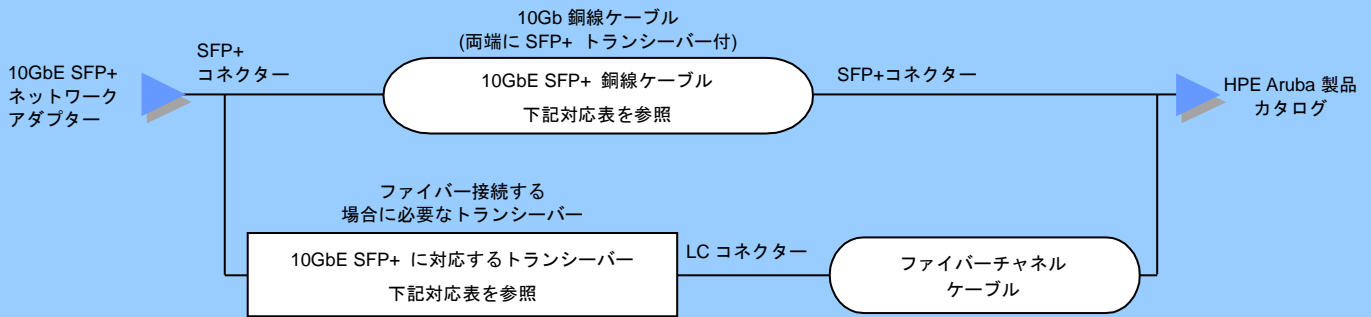 10Gb 銅線ケーブル
(両端に SFP+ トランシーバー付)
10GbE SFP+
ネットワーク
アダプター
SFP+
コネクター
10GbE SFP+ 銅線ケーブル
下記対応表を参照
SFP+コネクター
HPE Aruba 製品
カタログ
ファイバー接続する
場合に必要なトランシーバー
10GbE SFP+ に対応するトランシーバー
下記対応表を参照
LC コネクター
ファイバーチャネル
ケーブル